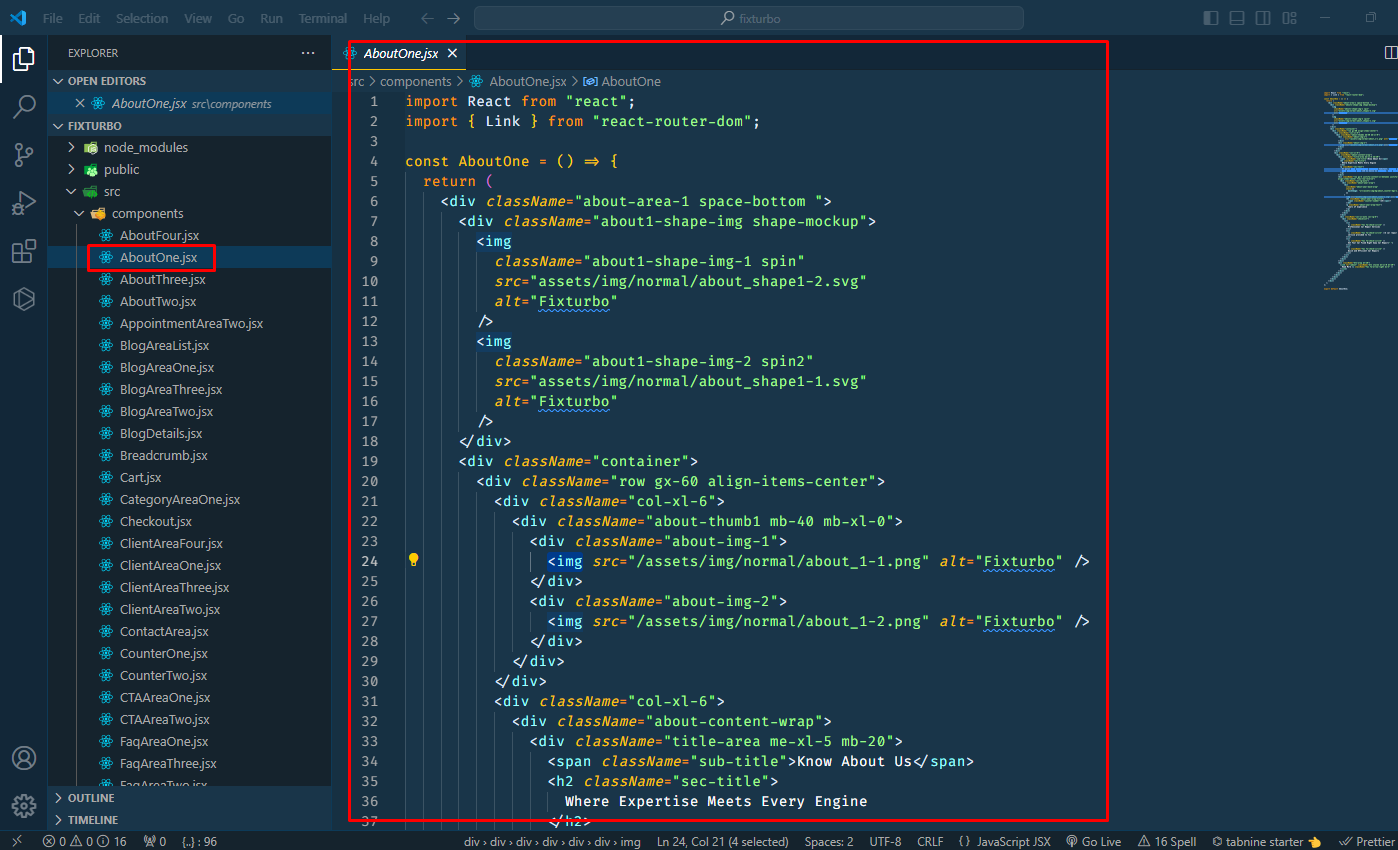 File Edit Selection View Go Run Terminal Help
fixturbo
EXPLORER
OPEN EDITORS
AboutOne.jsx src\components
FIXTURBO
node_modules
public
src
components
AboutFour.jsx
AboutOne.jsx
AboutThree.jsx
AboutTwo.jsx
AppointmentAreaTwo.jsx
BlogAreaList.jsx
BlogAreaOne.jsx
BlogAreaThree.jsx
BlogAreaTwo.jsx
BlogDetails.jsx
Breadcrumb.jsx
Cart.jsx
CategoryAreaOne.jsx
Checkout.jsx
ClientAreaFour.jsx
ClientAreaOne.jsx
ClientAreaThree.jsx
ClientAreaTwo.jsx
ContactArea.jsx
CounterOne.jsx
CounterTwo.jsx
CTAAreaOne.jsx
CTAAreaTwo.jsx
FaqAreaOne.jsx
FaqAreaThree.jsx
FaqAreaTwo.jsx
OUTLINE
TIMELINE
AboutOne.jsx
src > components > AboutOne.jsx > AboutOne
1 import React from "react";
2 import { Link } from "react-router-dom";
3
4 const AboutOne = () => {
5 return (
6 <div className="about-area-1 space-bottom ">
7 <div className="about1-shape-img shape-mockup">
8 <img
9 className="about1-shape-img-1 spin"
10 src="assets/img/normal/about_shape1-2.svg"
11 alt="Fixturbo"
12 />
13 <img
14 className="about1-shape-img-2 spin2"
15 src="assets/img/normal/about_shape1-1.svg"
16 alt="Fixturbo"
17 />
18 </div>
19 <div className="container">
20 <div className="row gx-60 align-items-center">
21 <div className="col-xl-6">
22 <div className="about-thumb1 mb-40 mb-xl-0">
23 <div className="about-img-1">
24 <img src="/assets/img/normal/about_1-1.png" alt="Fixturbo" />
25 </div>
26 <div className="about-img-2">
27 <img src="/assets/img/normal/about_1-2.png" alt="Fixturbo" />
28 </div>
29 </div>
30 </div>
31 <div className="col-xl-6">
32 <div className="about-content-wrap">
33 <div className="title-area me-xl-5 mb-20">
34 <span className="sub-title">Know About Us</span>
35 <h2 className="sec-title">
36 Where Expertise Meets Every Engine
37 </h2>
0 0 16 0 {..} : 96 div › div › div › div › div › div › img Ln 24, Col 21 (4 selected) Spaces: 2 UTF-8 CRLF {} JavaScript JSX Go Live 16 Spell tabnine starter Prettier